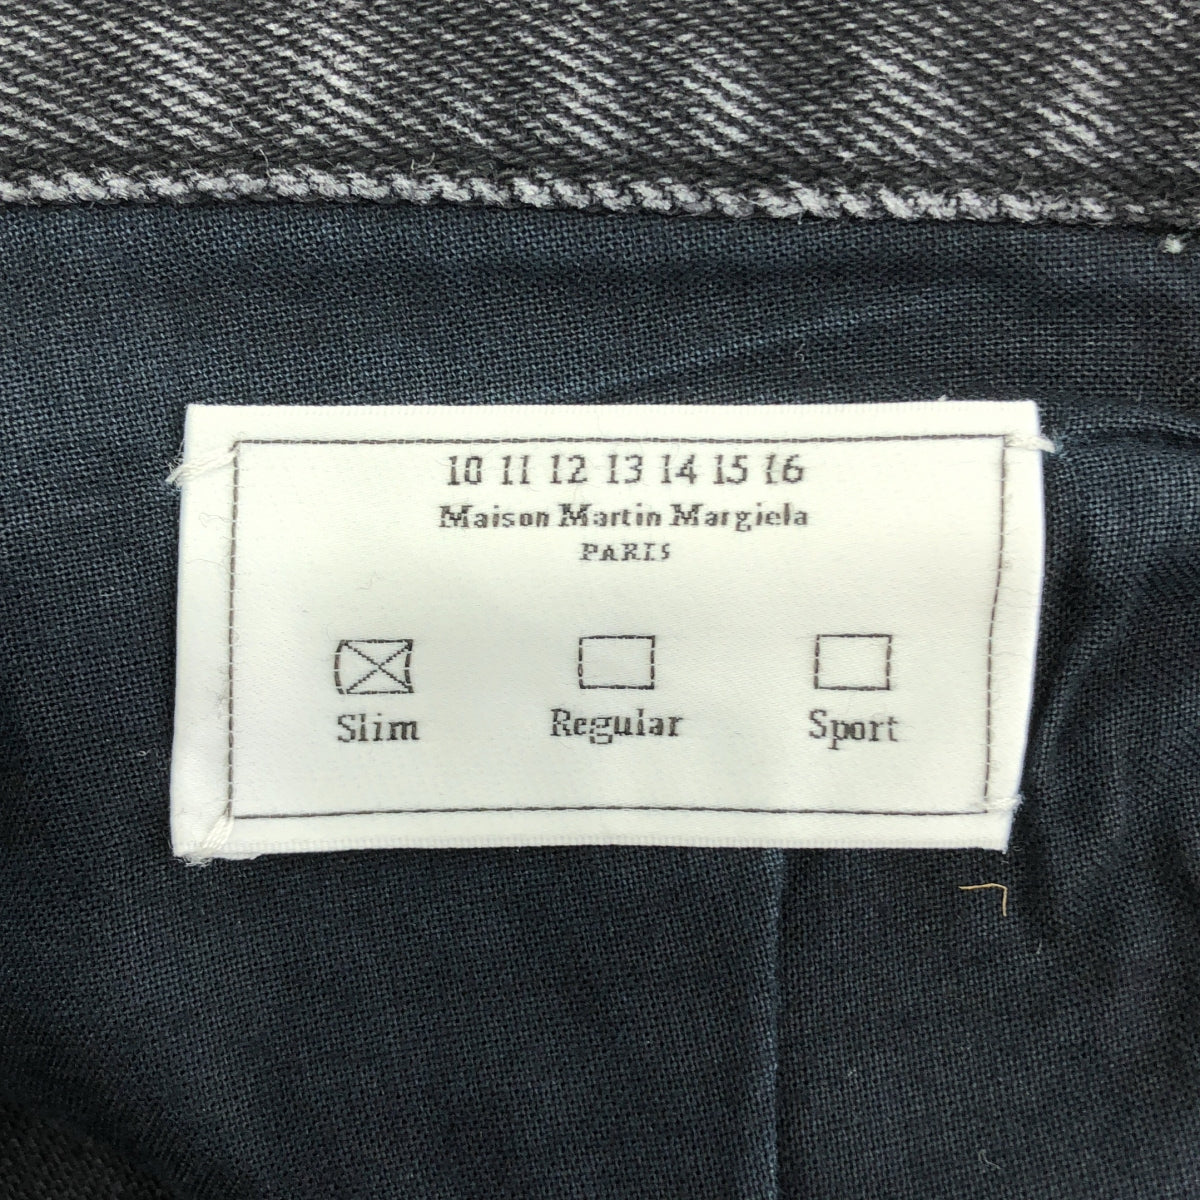 10 11 12 13 14 15 16
Maison Martin Margiela
PARIS
Slim Regular Sport